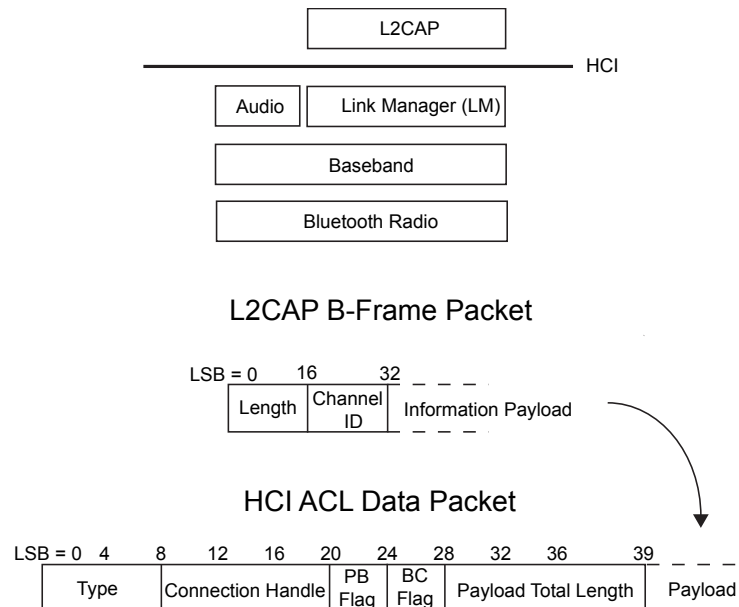 L2CAP
HCI
Audio
Link Manager (LM)
Baseband
Bluetooth Radio
L2CAP B-Frame Packet
LSB = 0 16 32
Length
Channel
ID
Information Payload
HCI ACL Data Packet
LSB = 0 4 8 12 16 20 24 28 32 36 39
Type
Connection Handle
PB
Flag
BC
Flag
Payload Total Length
Payload